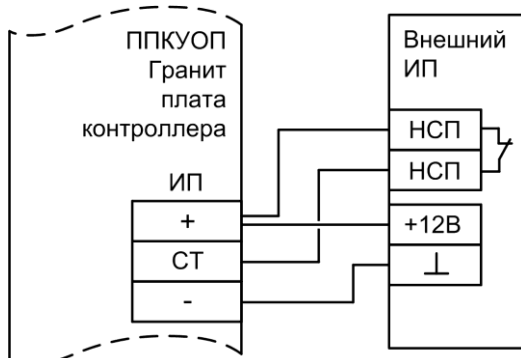 ППКУОП
Гранит
плата
контроллера
ИП
+
СТ
-
Внешний
ИП
НСП
НСП
+12В
⊥